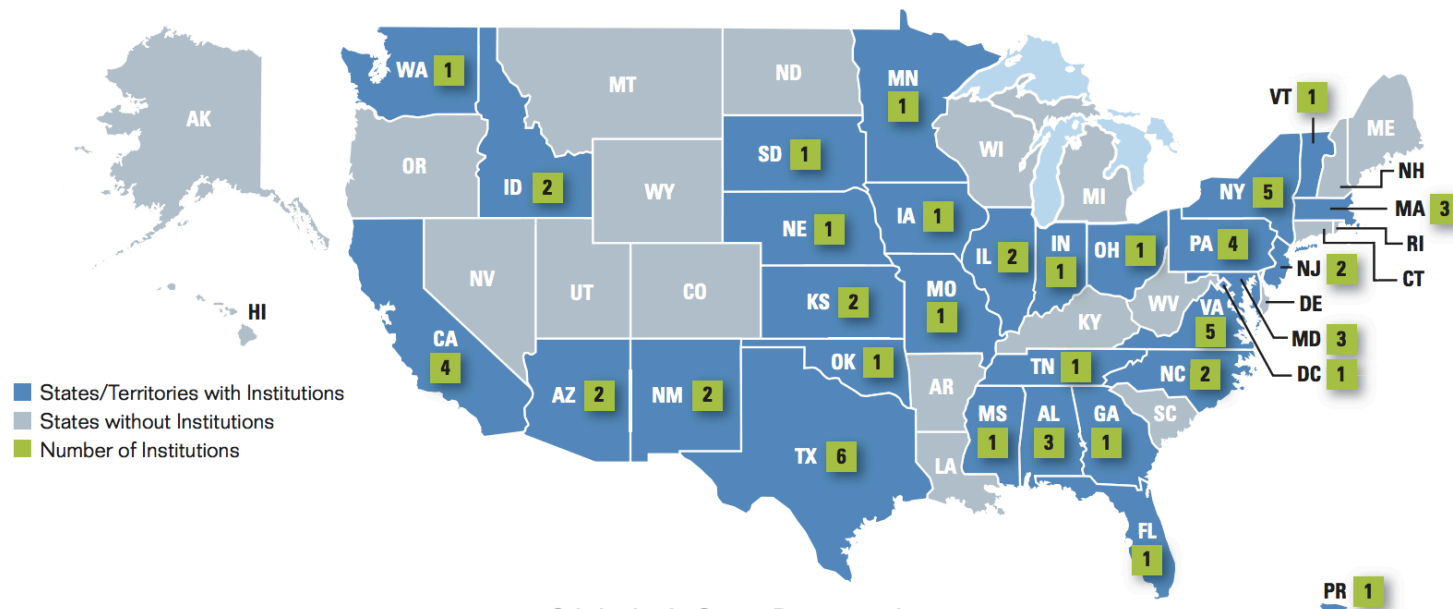 WA 1
MT
ND
MN
1
VT 1
ME
AK
OR
ID 2
SD 1
WI
NH
WY
MI
NY 5
MA 3
NE 1
IA 1
RI
PA 4
NJ 2
CT
IL 2
IN
1
OH 1
NV
UT
CO
KS 2
MO
1
WV
VA
5
DE
MD 3
DC 1
HI
KY
CA
4
OK 1
TN 1
NC 2
States/Territories with Institutions
States without Institutions
Number of Institutions
AZ 2
NM 2
AR
SC
MS
1
AL
3
GA
1
TX 6
LA
FL
1
PR 1